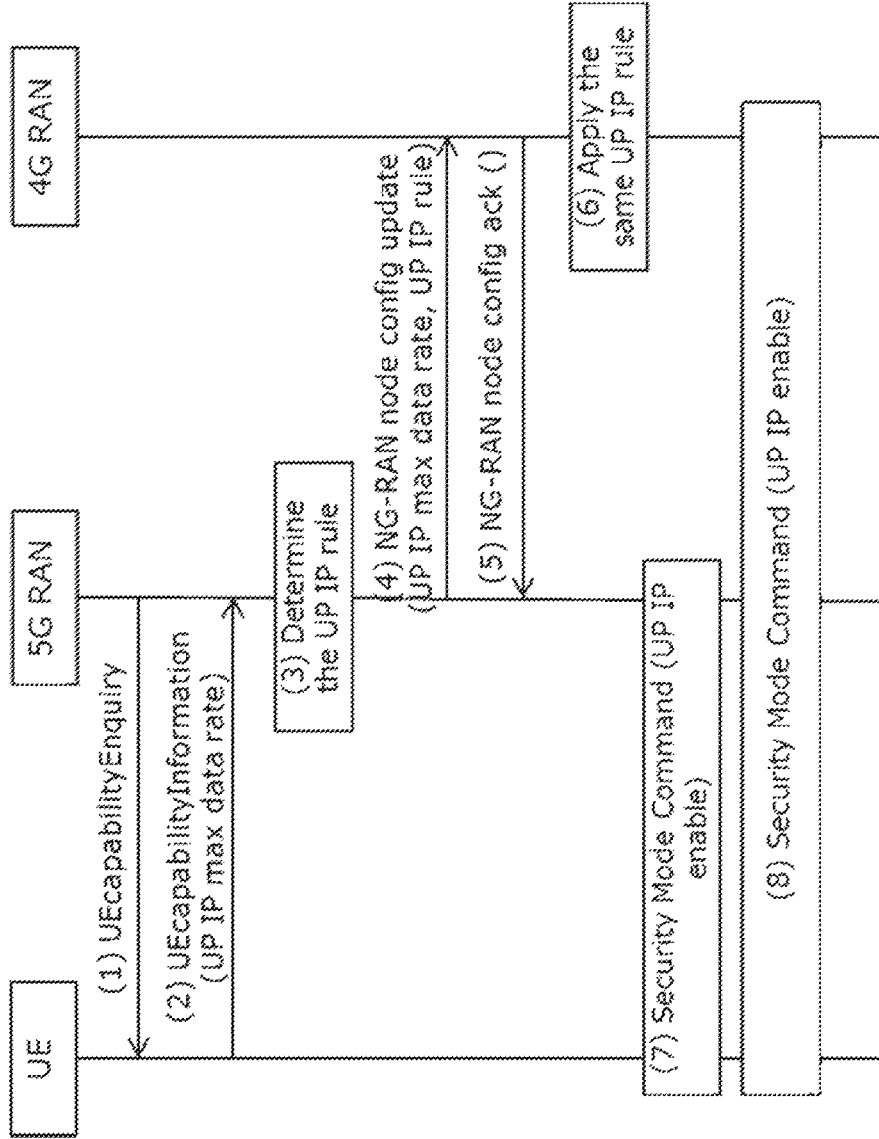 UE
5G RAN
4G RAN
(1) UEcapabilityEnquiry
(2) UEcapabilityInformation
(UP IP max data rate)
(3) Determine
the UP IP rule
(4) NG-RAN node config update
(UP IP max data rate, UP IP rule)
(5) NG-RAN node config ack ()
(6) Apply the
same UP IP rule
(7) Security Mode Command (UP IP
enable)
(8) Security Mode Command (UP IP enable)